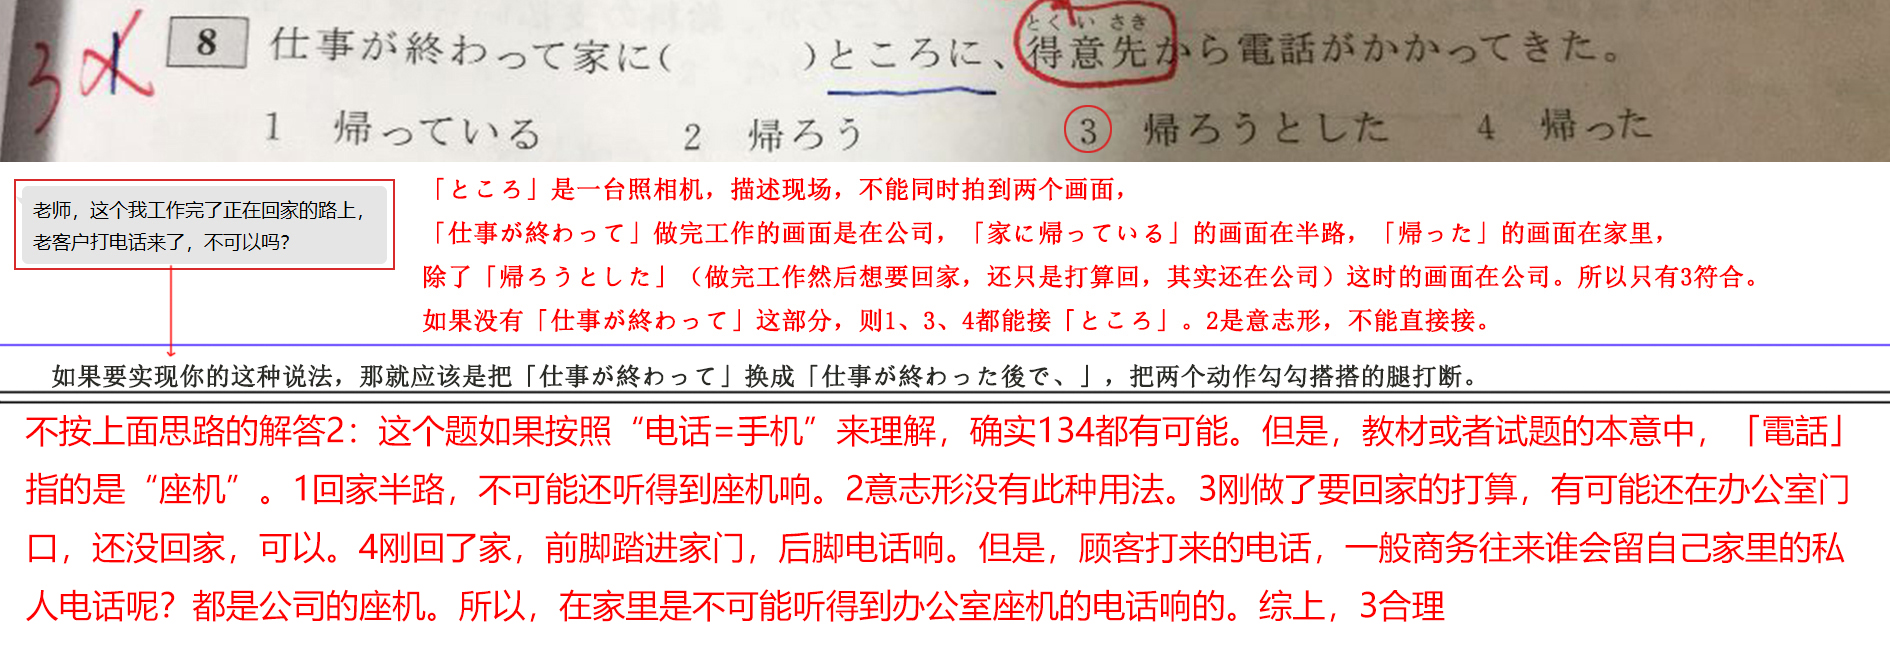 3
8 仕事が終わって家に(　　　)ところに、得意先から電話がかかってきた。
とくいさき
1 帰っている 2 帰ろう ③ 帰ろうとした 4 帰った
老师，这个我工作完了正在回家的路上，
老客户打电话来了，不可以吗？
「ところ」是一台照相机，描述现场，不能同时拍到两个画面，
「仕事が終わって」做完工作的画面是在公司，「家に帰っている」的画面在半路，「帰った」的画面在家里，
除了「帰ろうとした」（做完工作然后想要回家，还只是打算回，其实还在公司）这时的画面在公司。所以只有3符合。
如果没有「仕事が終わって」这部分，则1、3、4都能接「ところ」。2是意志形，不能直接接。
如果要实现你的这种说法，那就应该是把「仕事が終わって」换成「仕事が終わった後で、」，把两个动作勾勾搭搭的腿打断。
不按上面思路的解答2：这个题如果按照“电话=手机”来理解，确实134都有可能。但是，教材或者试题的本意中，「電話」
指的是“座机”。1回家半路，不可能还听得到座机响。2意志形没有此种用法。3刚做了要回家的打算，有可能还在办公室门
口，还没回家，可以。4刚回了家，前脚踏进家门，后脚电话响。但是，顾客打来的电话，一般商务往来谁会留自己家里的私
人电话呢？都是公司的座机。所以，在家里是不可能听得到办公室座机的电话响的。综上，3合理